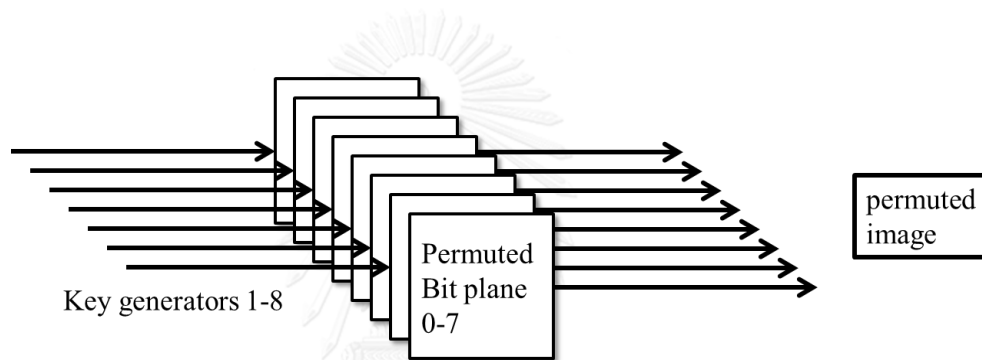 Key generators 1-8
Permuted
Bit plane
0-7
permuted
image